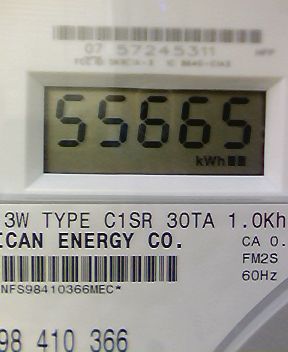 07 57245311
55665
kWh
3W TYPE C1SR 30TA 1.0Kh
ICAN ENERGY CO.
CA 0.
FM2S
60Hz
NFS98410366MEC*
98 410 366